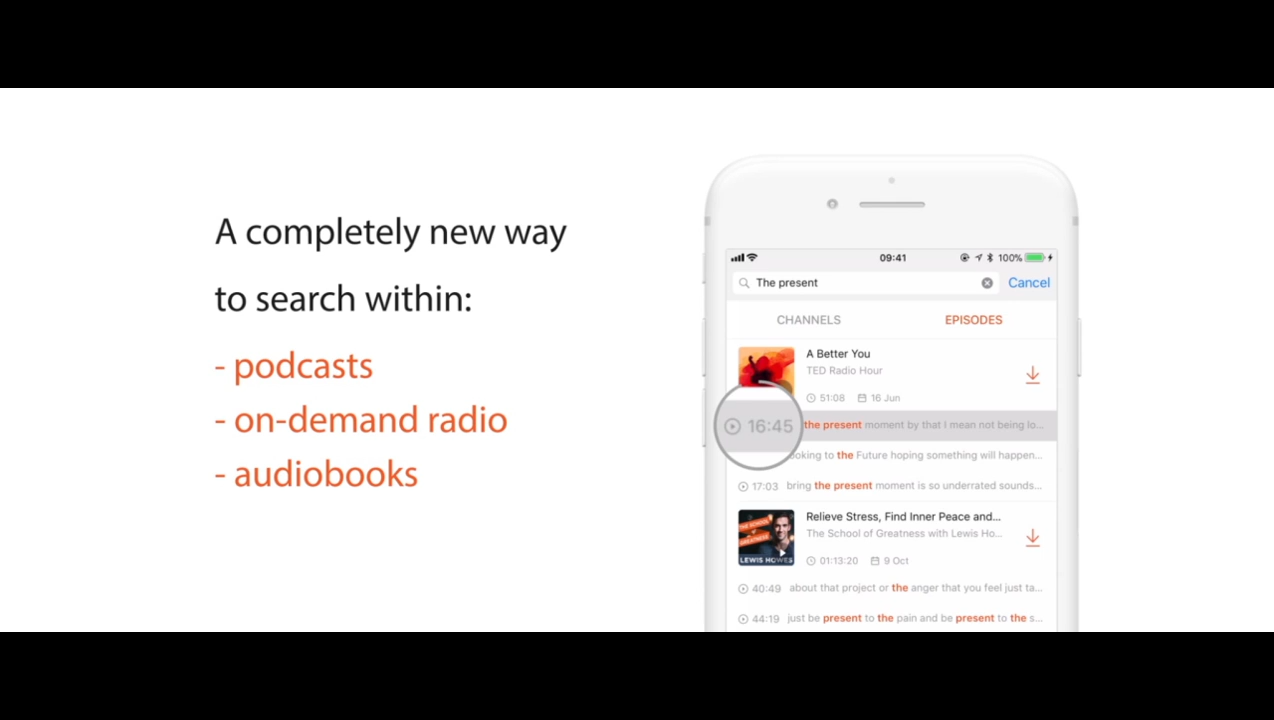 A completely new way
to search within:
- podcasts
- on-demand radio
- audiobooks
09:41
100%
The present
Cancel
CHANNELS
EPISODES
A Better You
TED Radio Hour
51:08 16 Jun
16:45 the present moment by that I mean not being lo...
ooking to the Future hoping something will happen...
17:03 bring the present moment is so underrated sounds...
THE SCHOOL
of
GREATNESS
LEWIS HOWES
Relieve Stress, Find Inner Peace and...
The School of Greatness with Lewis Ho...
01:13:20 9 Oct
40:49 about that project or the anger that you feel just ta...
44:19 just be present to the pain and be present to the s...